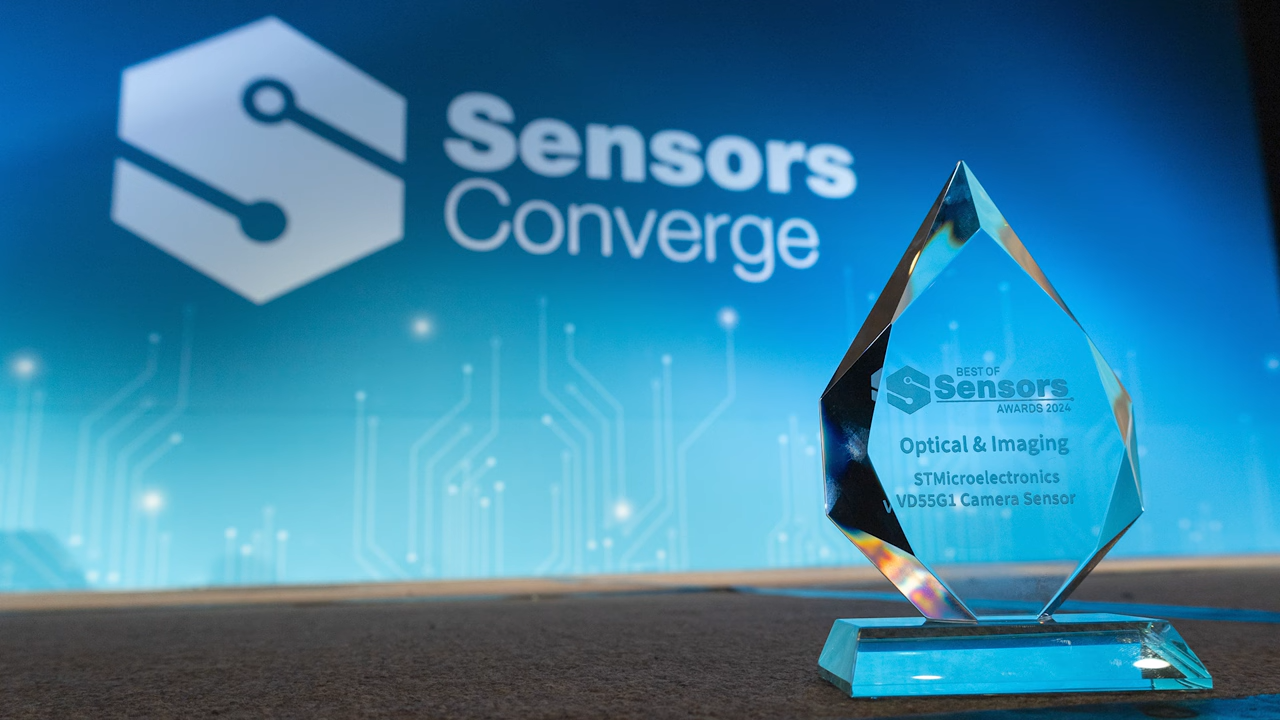 Sensors
Converge
BEST OF
Sensors
AWARDS 2024
Optical & Imaging
STMicroelectronics
VD55G1 Camera Sensor